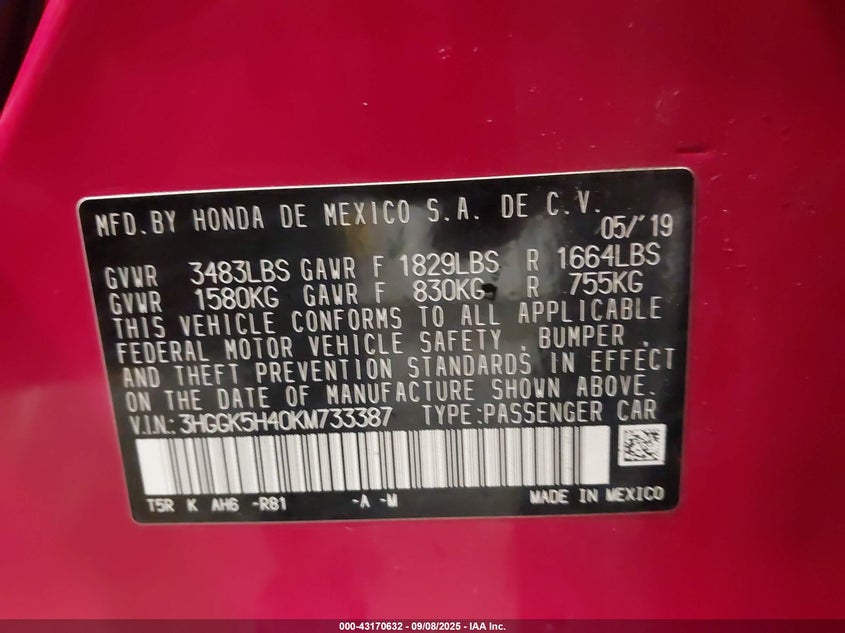 MFD. BY HONDA DE MEXICO S.A. DE C.V.
05/'19
GVWR 3483LBS GAWR F 1829LBS R 1664LBS
GVWR 1580KG GAWR F 830KG R 755KG
THIS VEHICLE CONFORMS TO ALL APPLICABLE
FEDERAL MOTOR VEHICLE SAFETY , BUMPER ,
AND THEFT PREVENTION STANDARDS IN EFFECT
ON THE DATE OF MANUFACTURE SHOWN ABOVE.
V.I.N.: 3HGGK5H40KM733387 TYPE:PASSENGER CAR
T5R K AH6 -R81 -A -M MADE IN MEXICO
000-43170632 - 09/08/2025 - IAA Inc.